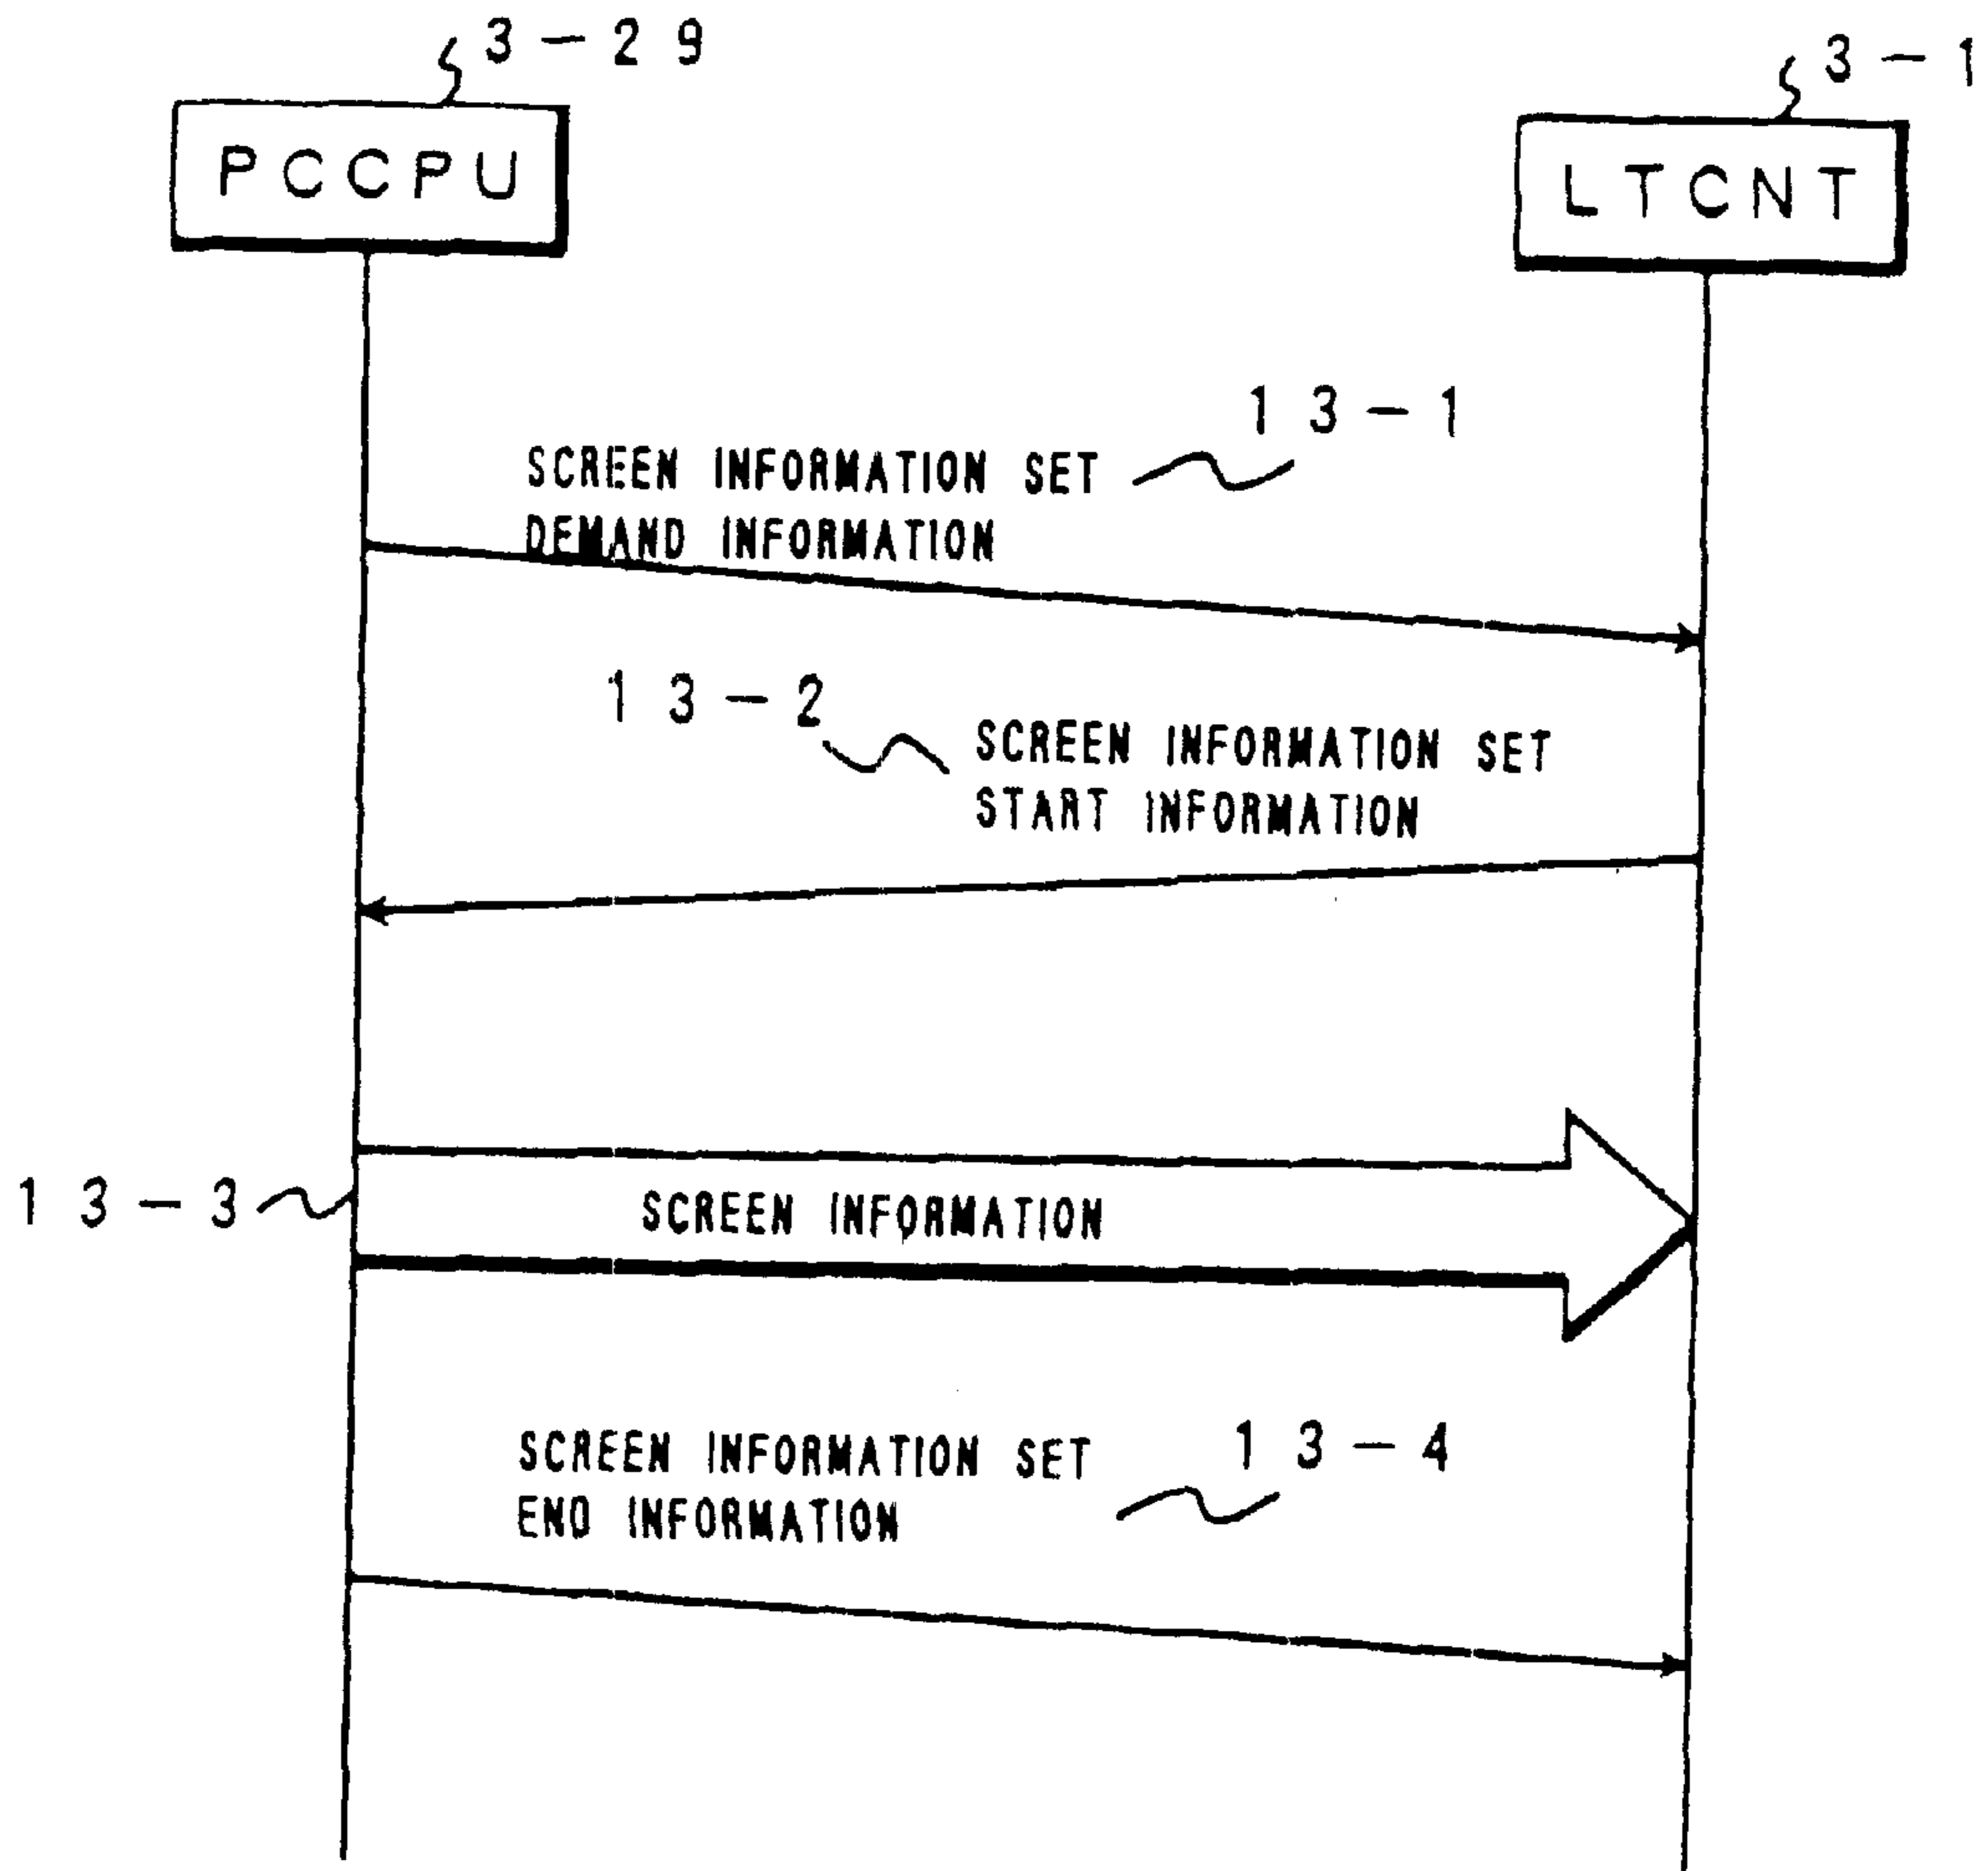 3-29
3-1
PCCPU
LTCNT
13-1
SCREEN INFORMATION SET
DEMAND INFORMATION
13-2
SCREEN INFORMATION SET
START INFORMATION
13-3
SCREEN INFORMATION
SCREEN INFORMATION SET
13-4
END INFORMATION